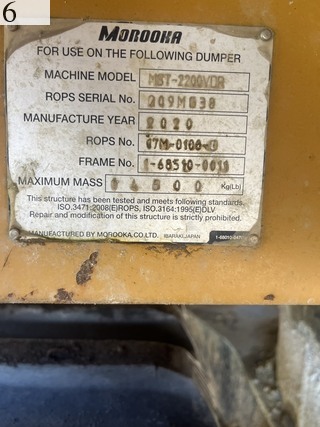 6
MOROOKA
FOR USE ON THE FOLLOWING DUMPER
MACHINE MODEL MST-2200VDR
ROPS SERIAL No.
MANUFACTURE YEAR 2020
ROPS No.
FRAME No.
MAXIMUM MASS 14500 Kg(Lb)
This structure has been tested and meets following standards.
ISO.3471:2008(E)ROPS, ISO.3164:1995(E)DLV
Repair and modification of this structure is strictly prohibited.
MANUFACTURED BY MOROOKA.CO.LTD. IBARAKI,JAPAN